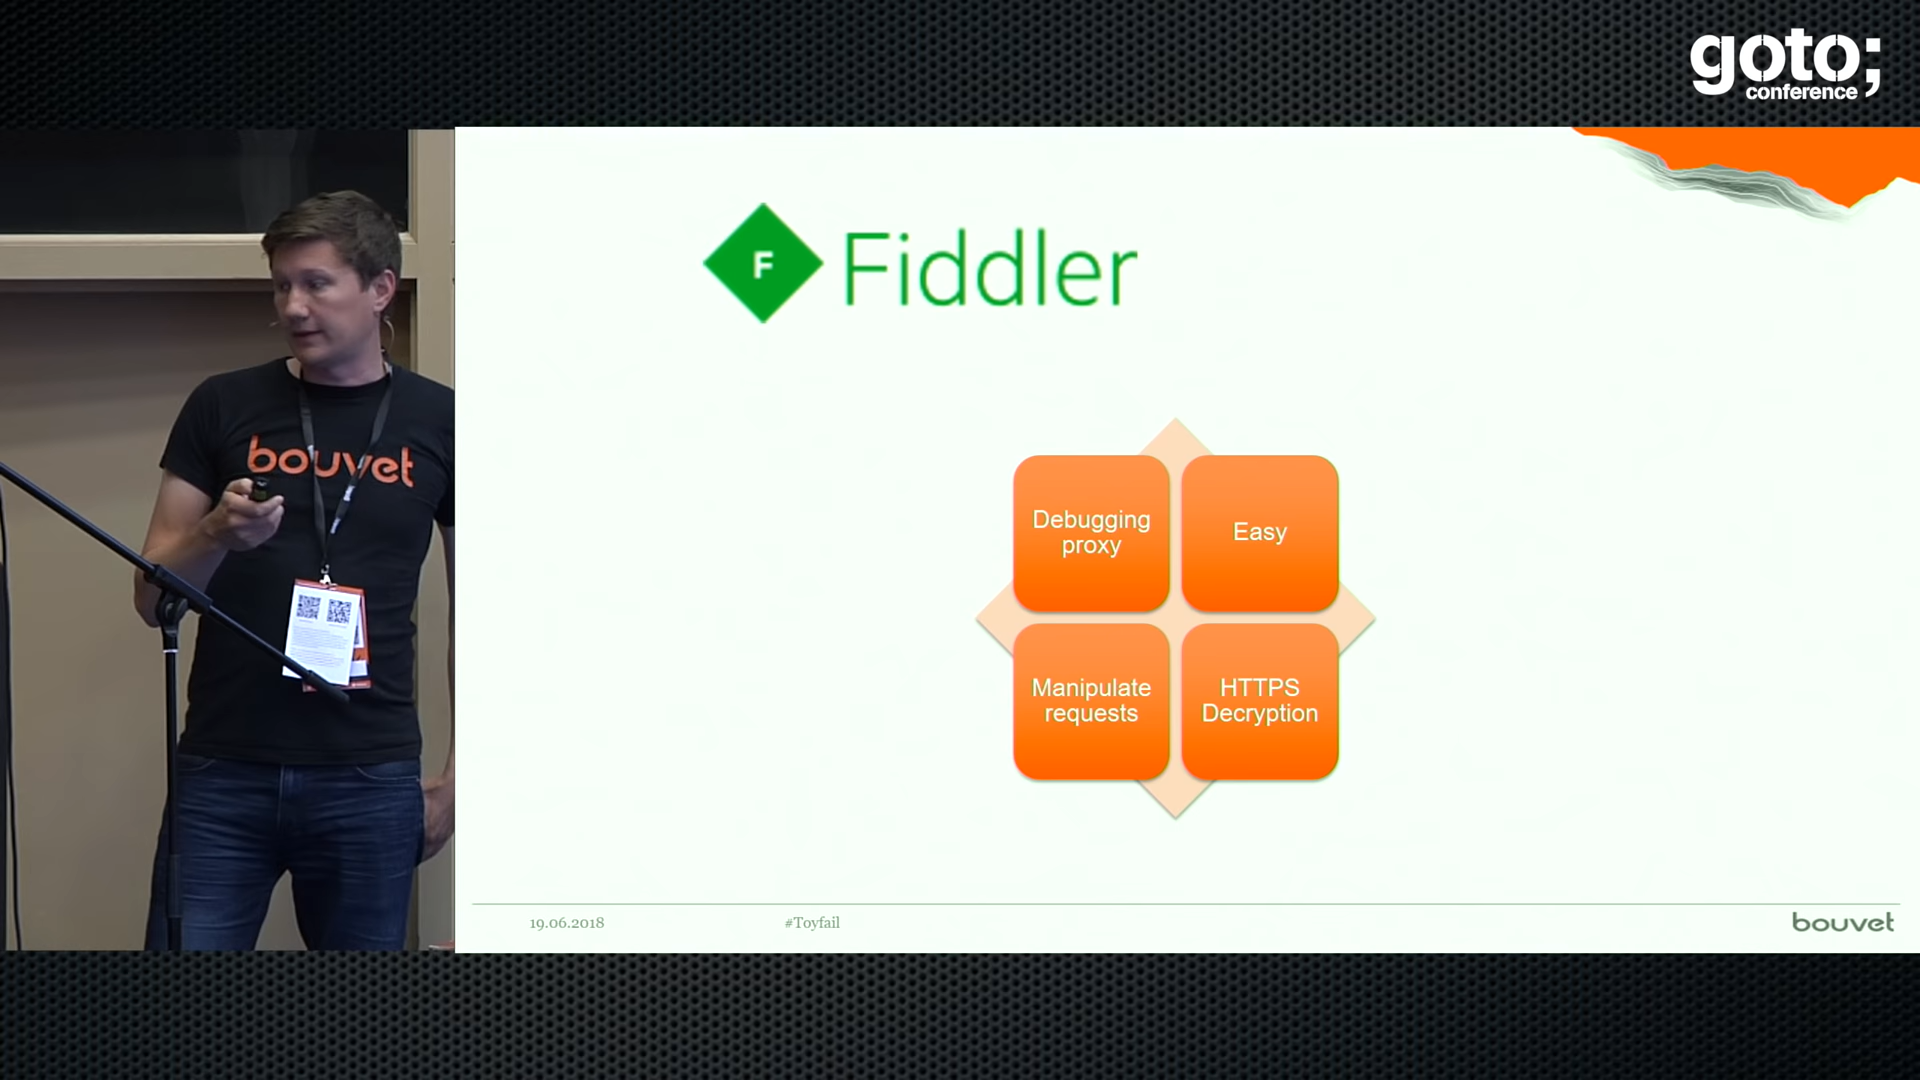 goto;
conference
F Fiddler
bouvet
Debugging
proxy
Easy
Manipulate
requests
HTTPS
Decryption
19.06.2018
#Toyfail
bouvet